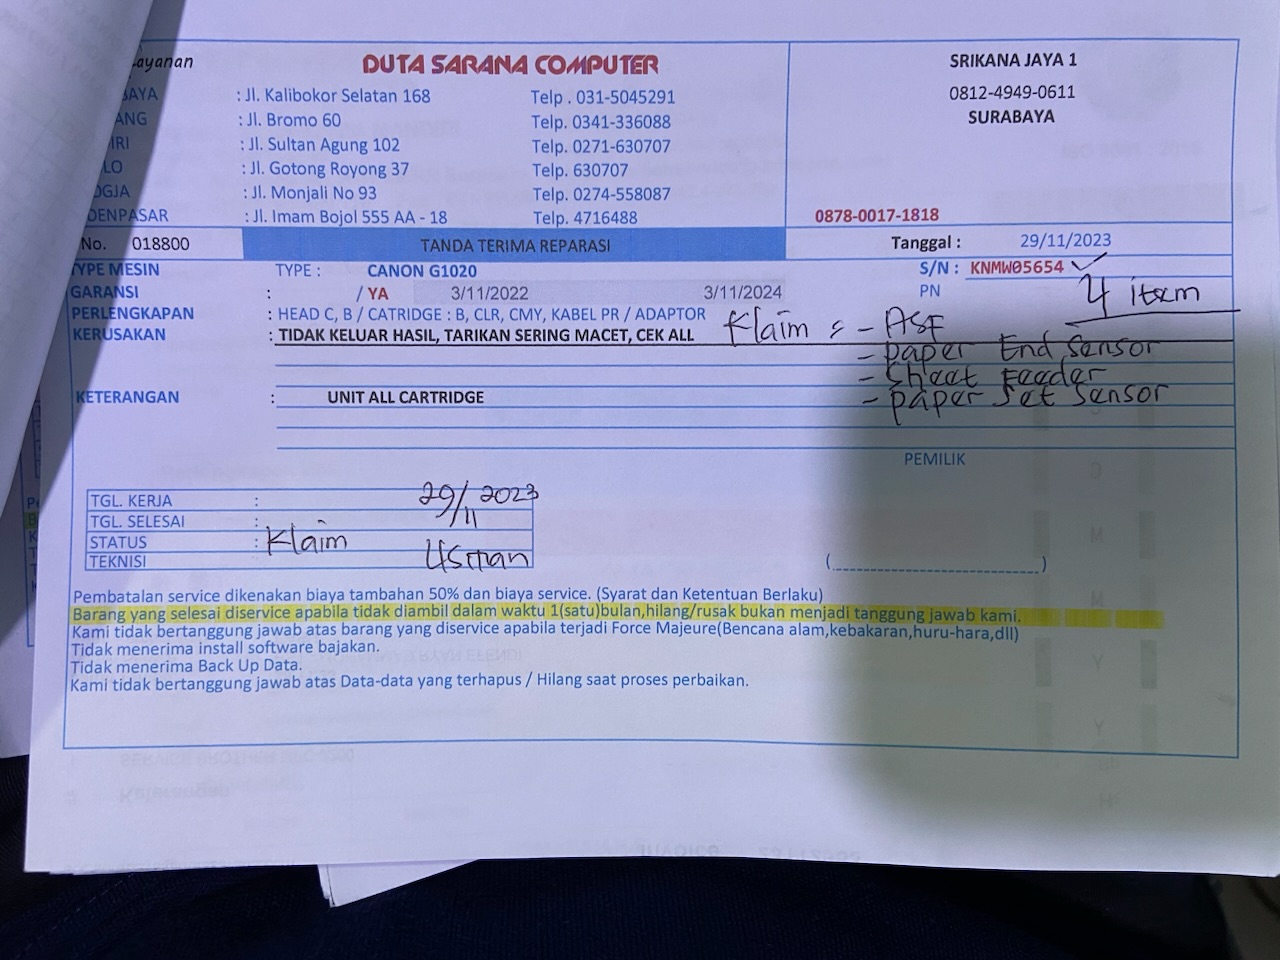 ayanan
DUTA SARANA COMPUTER
SRIKANA JAYA 1
0812-4949-0611
SURABAYA
BAYA : Jl. Kalibokor Selatan 168 Telp . 031-5045291
ANG : Jl. Bromo 60 Telp. 0341-336088
IRI : Jl. Sultan Agung 102 Telp. 0271-630707
LO : Jl. Gotong Royong 37 Telp. 630707
OGJA : Jl. Monjali No 93 Telp. 0274-558087
DENPASAR : Jl. Imam Bojol 555 AA - 18 Telp. 4716488
0878-0017-1818
No. 018800 TANDA TERIMA REPARASI Tanggal : 29/11/2023
TYPE MESIN TYPE : CANON G1020 S/N : KNMW05654
GARANSI : / YA 3/11/2022 3/11/2024 PN 4 item
PERLENGKAPAN : HEAD C, B / CATRIDGE : B, CLR, CMY, KABEL PR / ADAPTOR
KERUSAKAN : TIDAK KELUAR HASIL, TARIKAN SERING MACET, CEK ALL Klaim : - ASF
- paper End Sensor
- Sheet Feeder
- paper Set Sensor
KETERANGAN : UNIT ALL CARTRIDGE
PEMILIK
TGL. KERJA : 29/11 2023
TGL. SELESAI :
STATUS : Klaim
TEKNISI Usman
(...........................................)
Pembatalan service dikenakan biaya tambahan 50% dan biaya service. (Syarat dan Ketentuan Berlaku)
Barang yang selesai diservice apabila tidak diambil dalam waktu 1(satu)bulan,hilang/rusak bukan menjadi tanggung jawab kami.
Kami tidak bertanggung jawab atas barang yang diservice apabila terjadi Force Majeure(Bencana alam,kebakaran,huru-hara,dll)
Tidak menerima install software bajakan.
Tidak menerima Back Up Data.
Kami tidak bertanggung jawab atas Data-data yang terhapus / Hilang saat proses perbaikan.